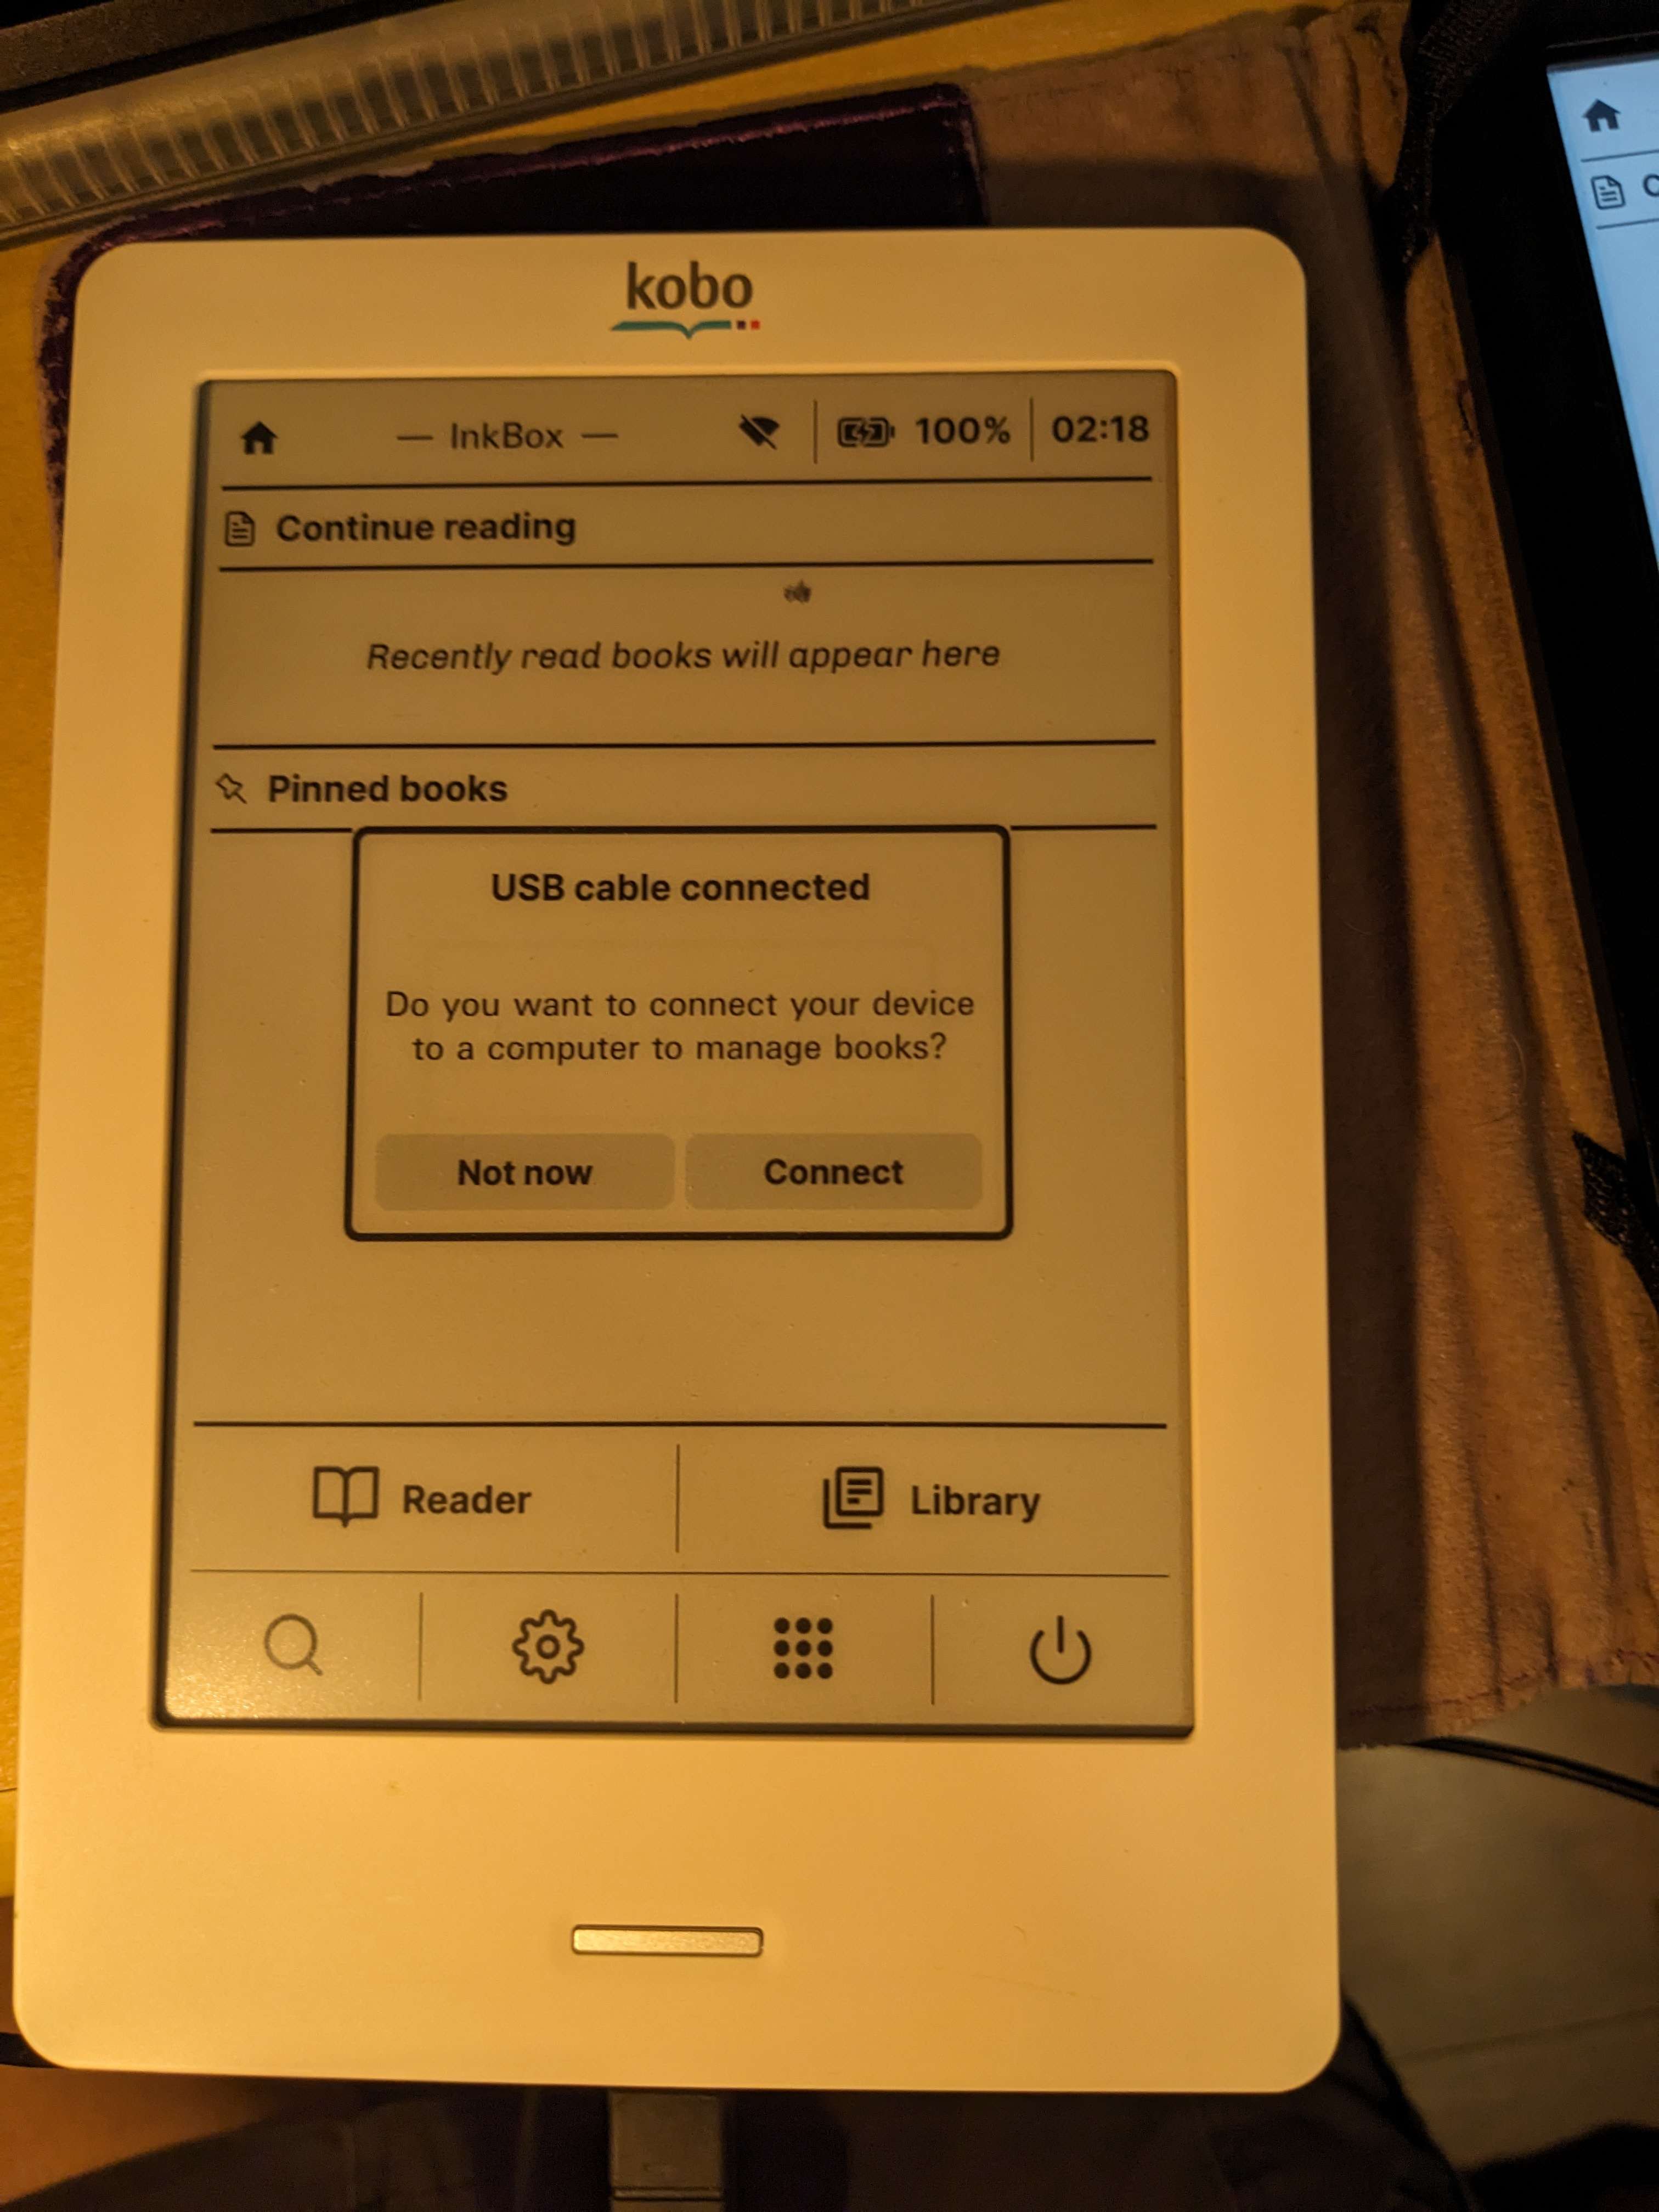 kobo
— InkBox —
100%
02:18
Continue reading
Recently read books will appear here
Pinned books
USB cable connected
Do you want to connect your device
to a computer to manage books?
Not now
Connect
Reader
Library